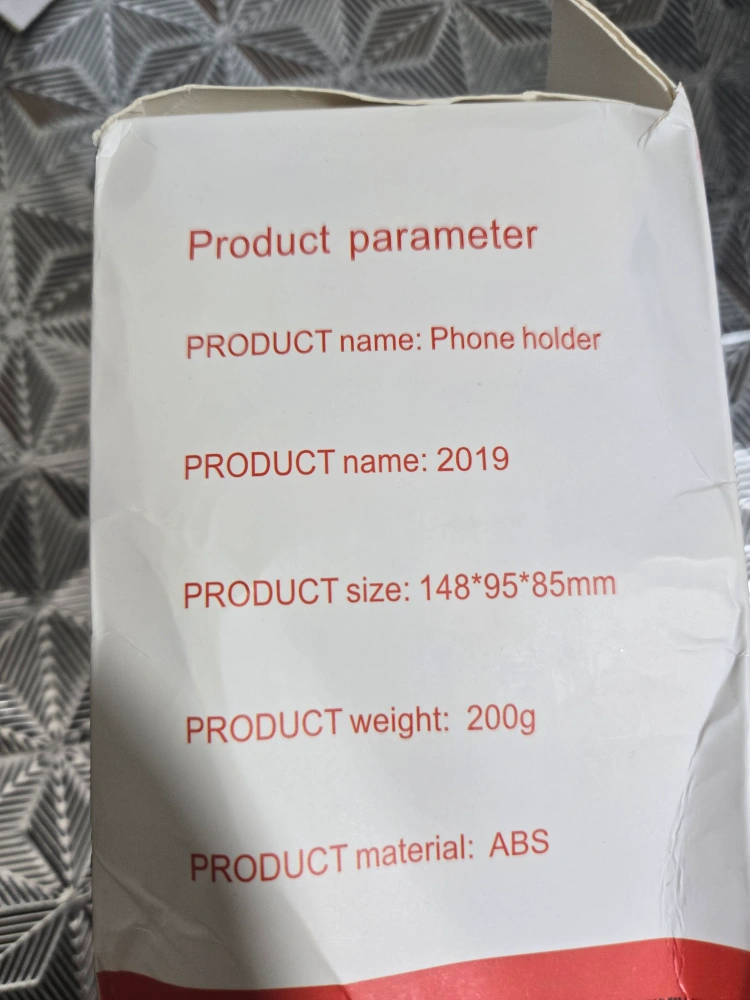 Product parameter
PRODUCT name: Phone holder
PRODUCT name: 2019
PRODUCT size: 148*95*85mm
PRODUCT weight: 200g
PRODUCT material: ABS